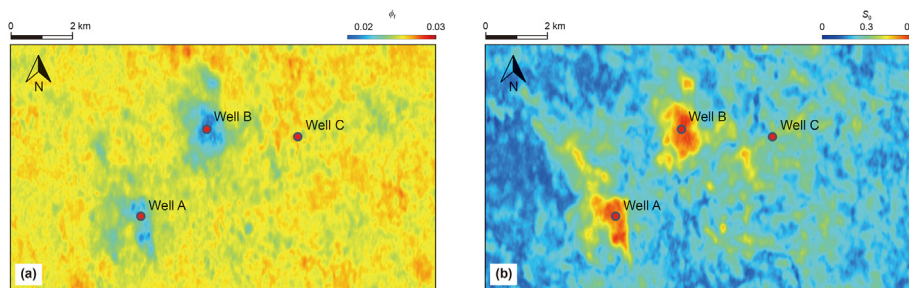 0 2 km
ϕf
0.02 0.03
N
Well B
Well C
Well A
(a)
0 2 km
Sg
0 0.3
N
Well B
Well C
Well A
(b)